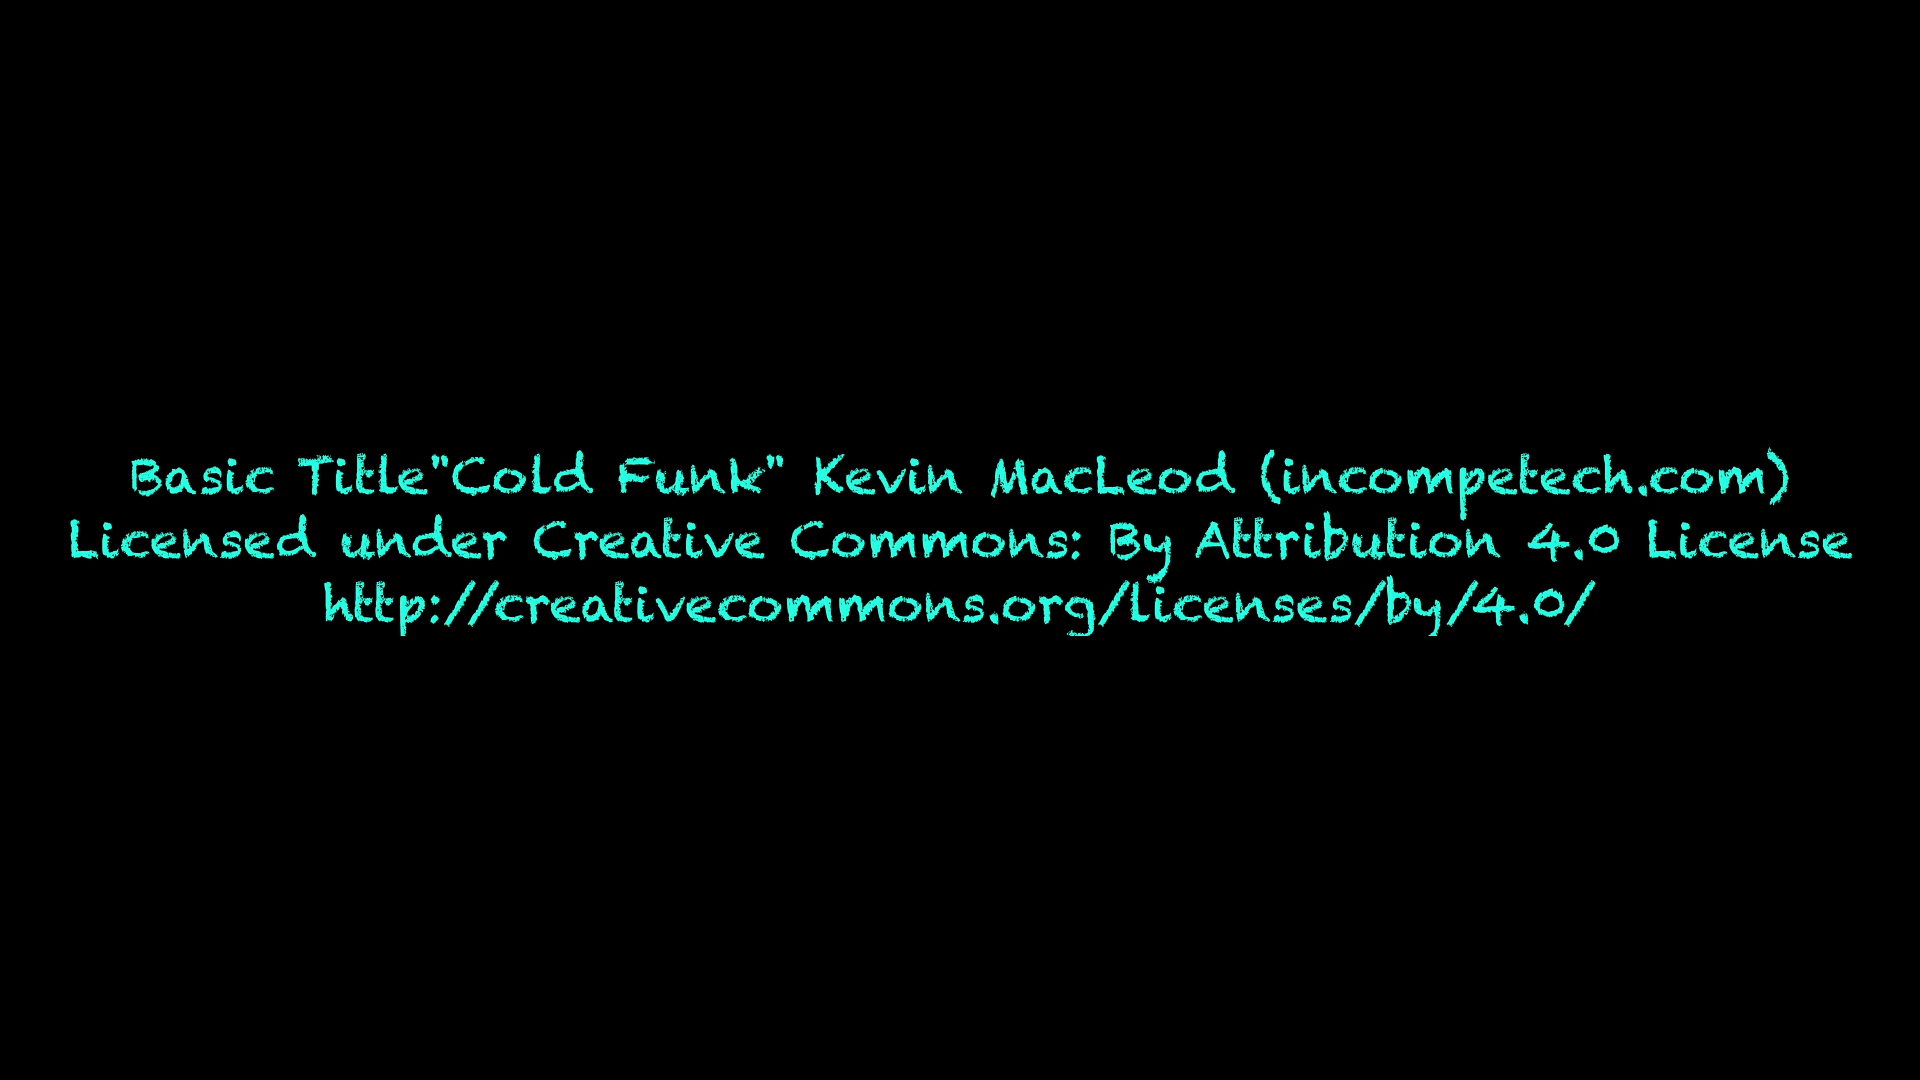 Basic Title"Cold Funk" Kevin MacLeod (incompetech.com)
Licensed under Creative Commons: By Attribution 4.0 License
http://creativecommons.org/licenses/by/4.0/